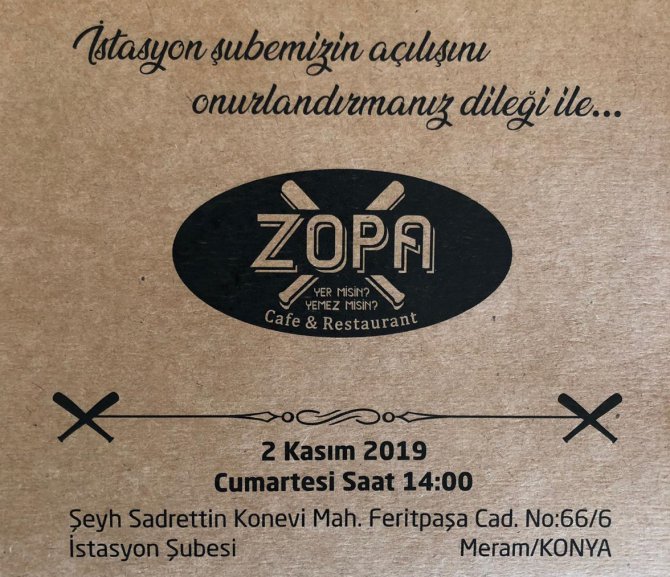 İstasyon şubemizin açılışını
onurlandırmanız dileği ile...
ZOPA
YER MİSİN?
YEMEZ MİSİN?
Cafe & Restaurant
2 Kasım 2019
Cumartesi Saat 14:00
Şeyh Sadrettin Konevi Mah. Feritpaşa Cad. No:66/6
İstasyon Şubesi Meram/KONYA